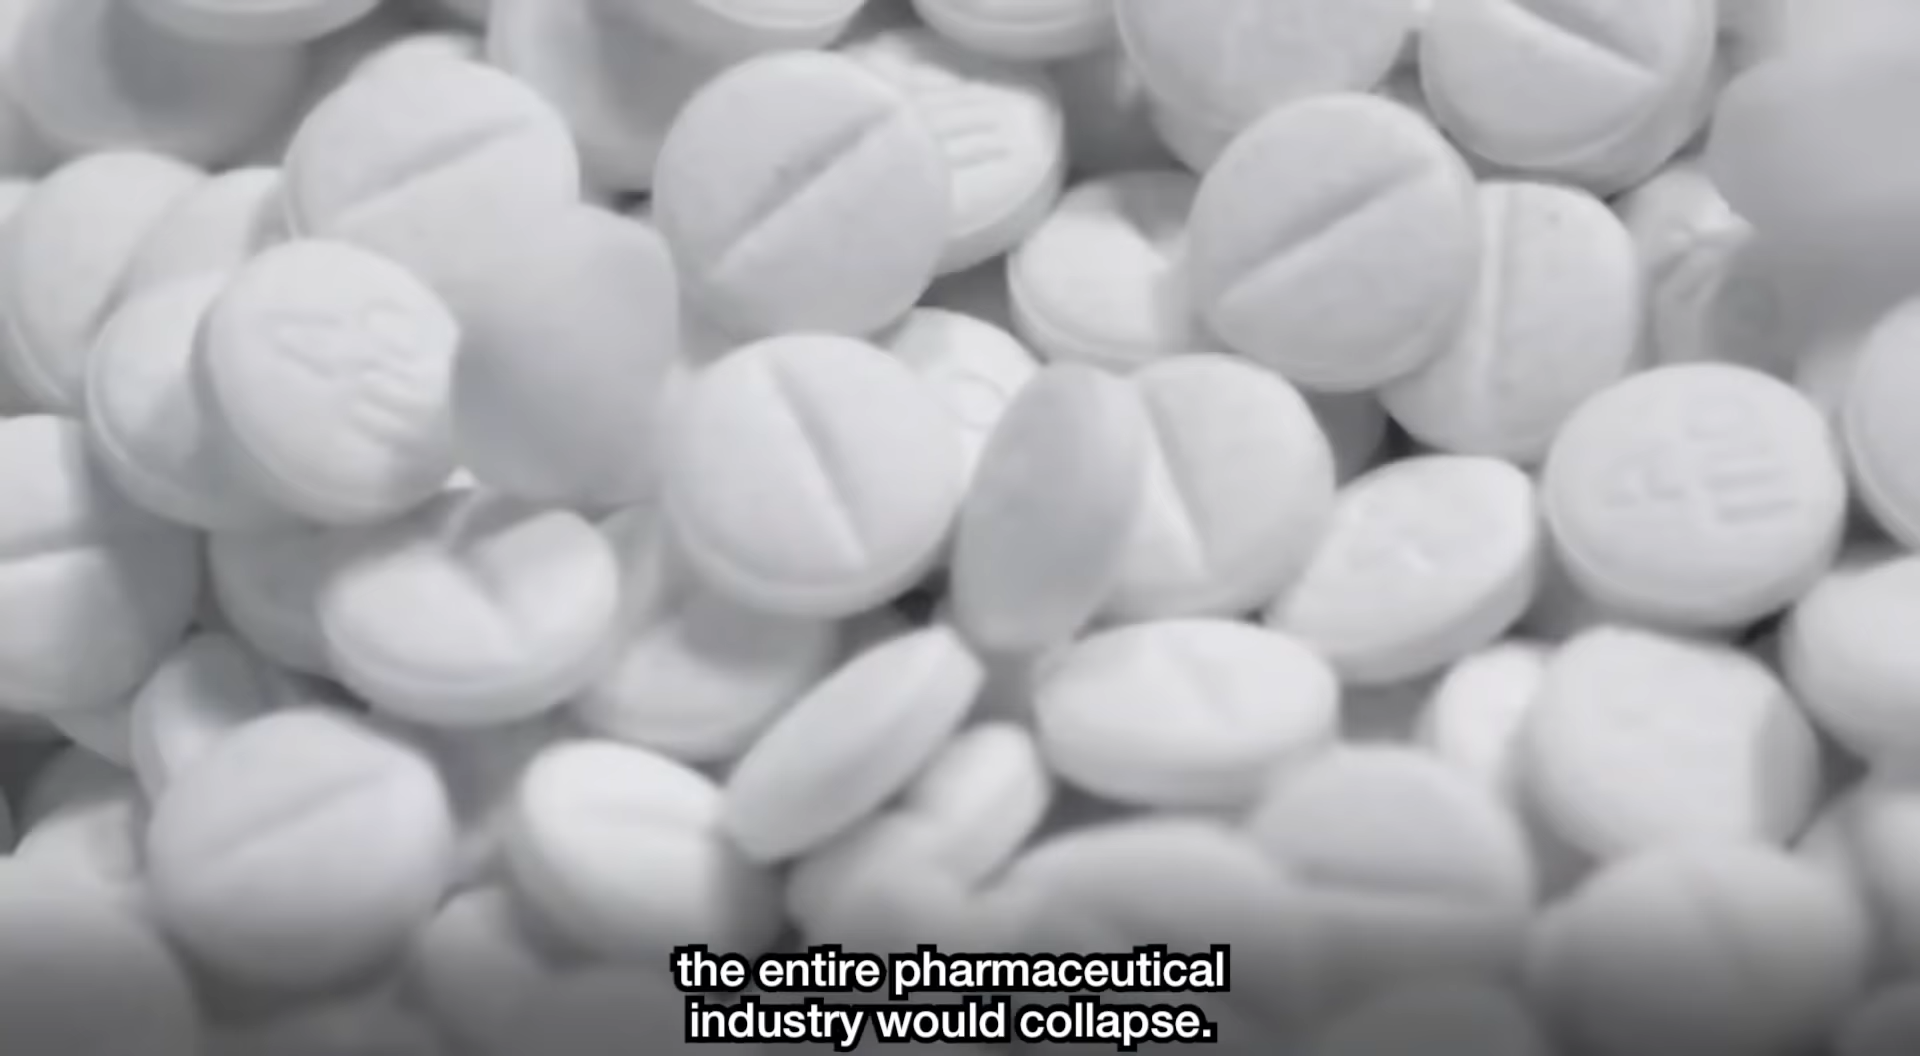 the entire pharmaceutical
industry would collapse.